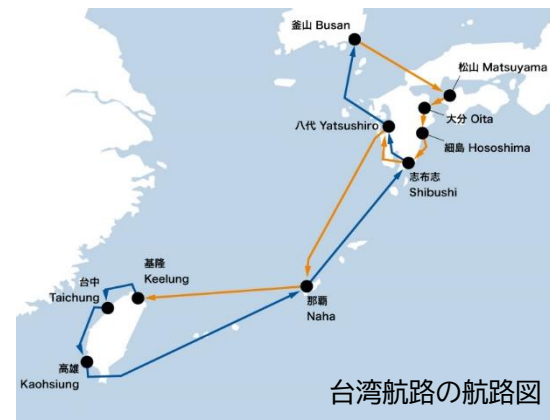 釜山 Busan
松山 Matsuyama
大分 Oita
八代 Yatsushiro
細島 Hososhima
志布志
Shibushi
基隆
Keelung
台中
Taichung
那覇
Naha
高雄
Kaohsiung
台湾航路の航路図